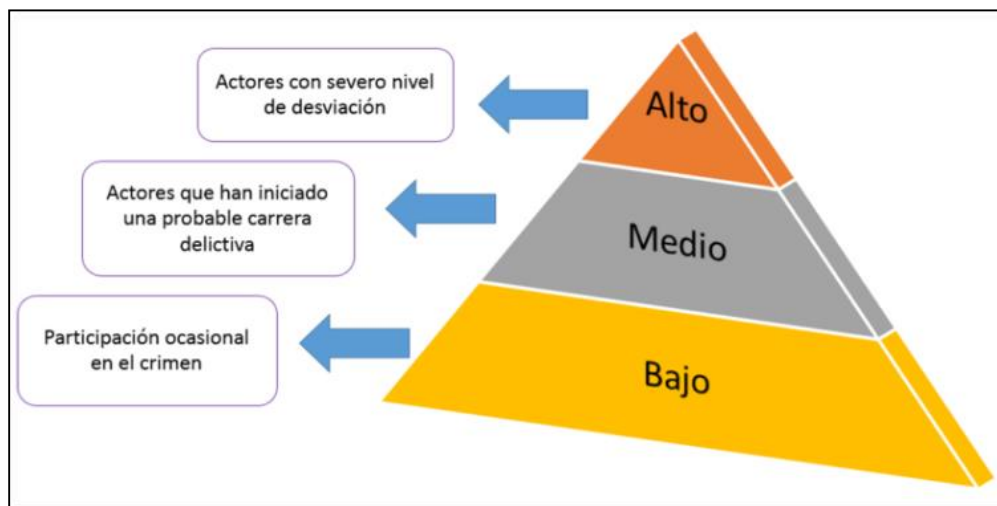 Actores con severo nivel
de desviación
Alto
Actores que han iniciado
una probable carrera
delictiva
Medio
Participación ocasional
en el crimen
Bajo